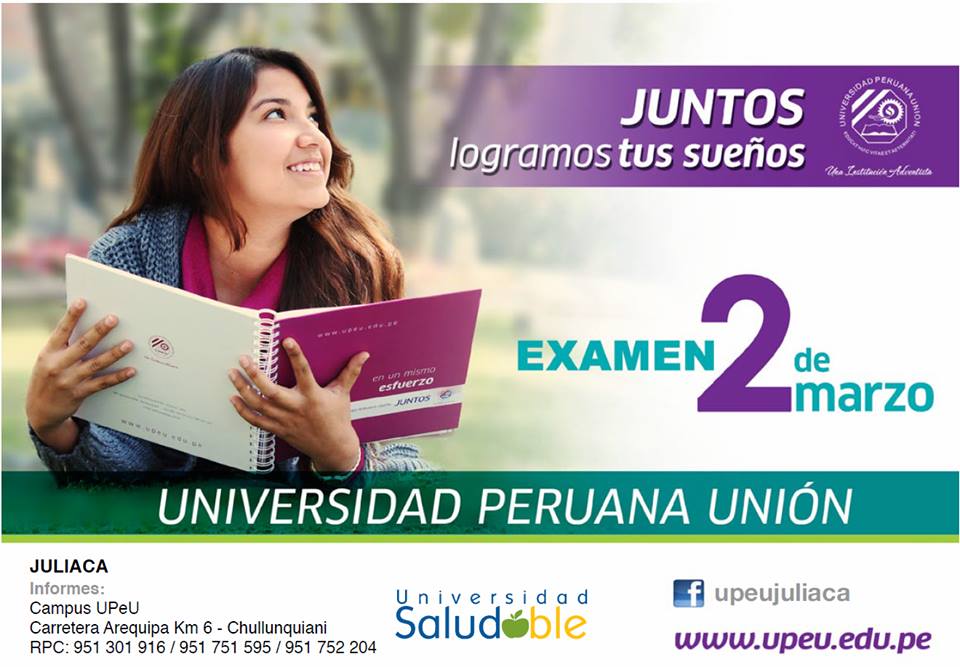 JUNTOS
logramos tus sueños
UNIVERSIDAD PERUANA UNIÓN
Una Institución Adventista
EXAMEN 2 de
marzo
www.upeu.edu.pe
en un mismo
esfuerzo
JUNTOS
www.upeu.edu.pe
UNIVERSIDAD PERUANA UNIÓN
JULIACA
Informes:
Campus UPeU
Carretera Arequipa Km 6 - Chullunquiani
RPC: 951 301 916 / 951 751 595 / 951 752 204
Universidad
Saludable
upeujuliaca
www.upeu.edu.pe